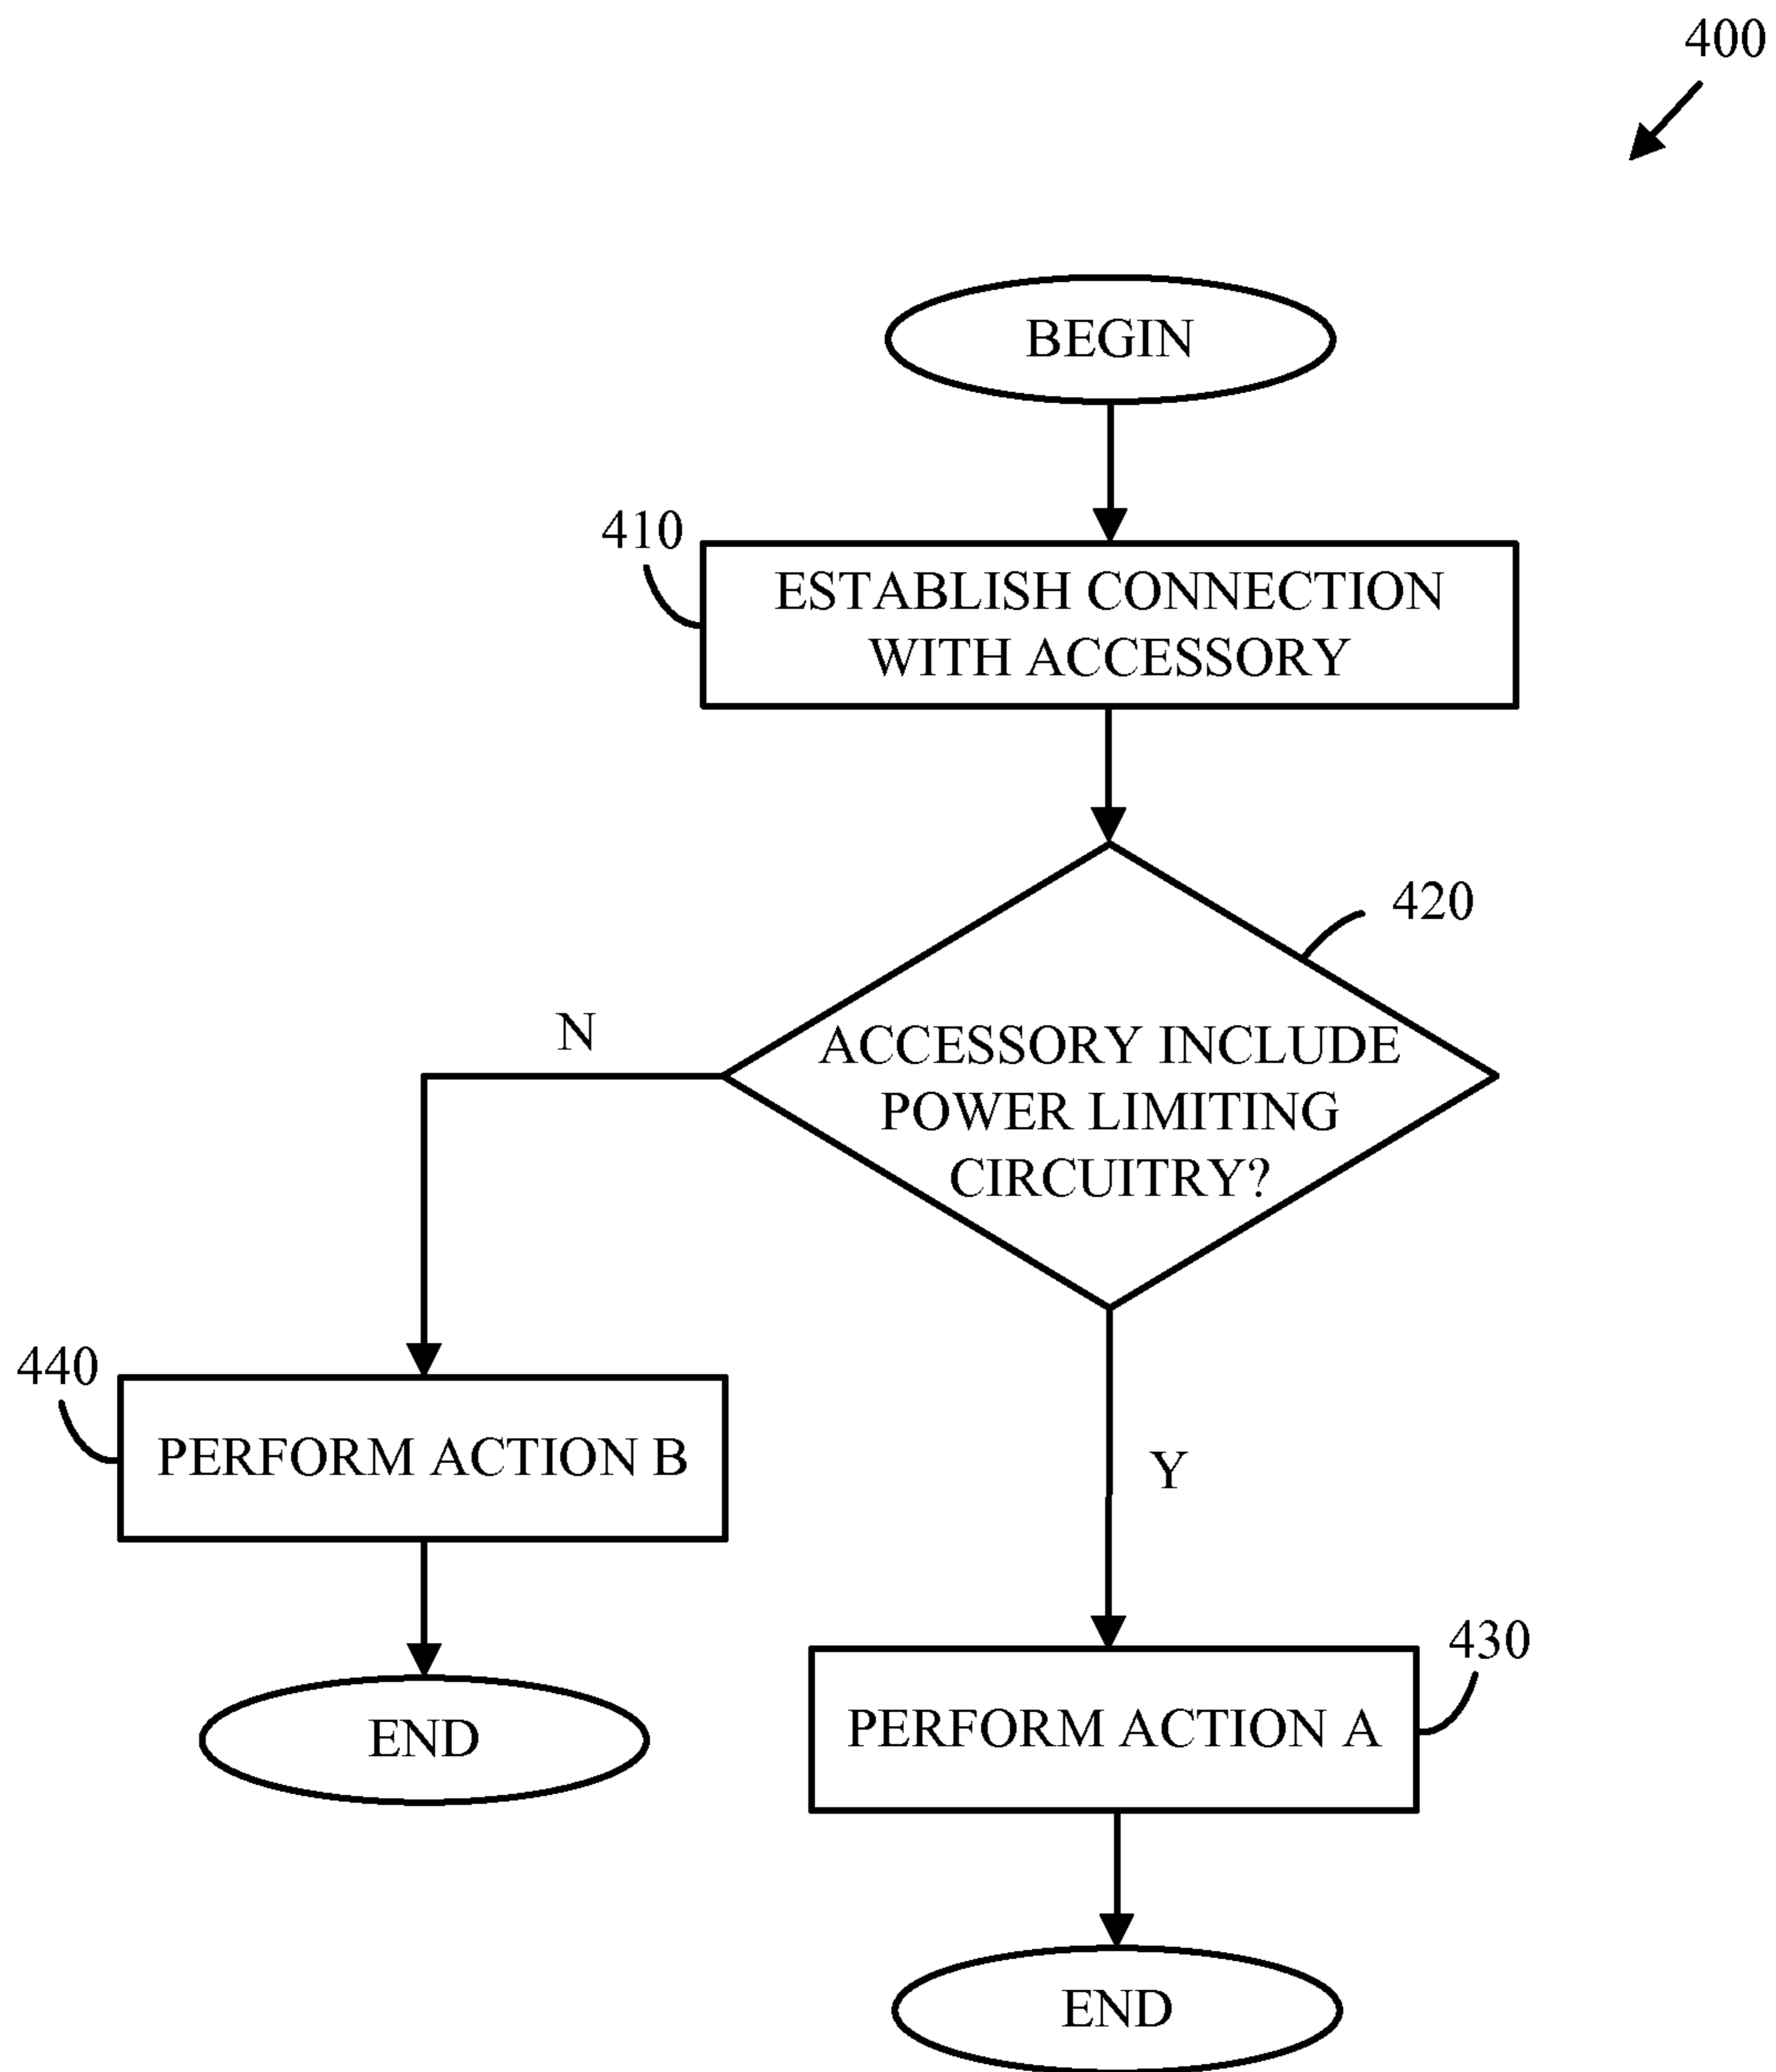 400
BEGIN
410
ESTABLISH CONNECTION
WITH ACCESSORY
420
ACCESSORY INCLUDE
POWER LIMITING
CIRCUITRY?
N
440
PERFORM ACTION B
END
Y
430
PERFORM ACTION A
END